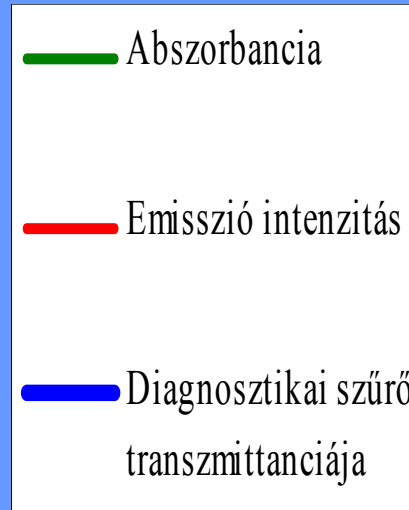 Abszorbancia
Emisszió intenzitás
Diagnosztikai szűrő
transzmittanciája